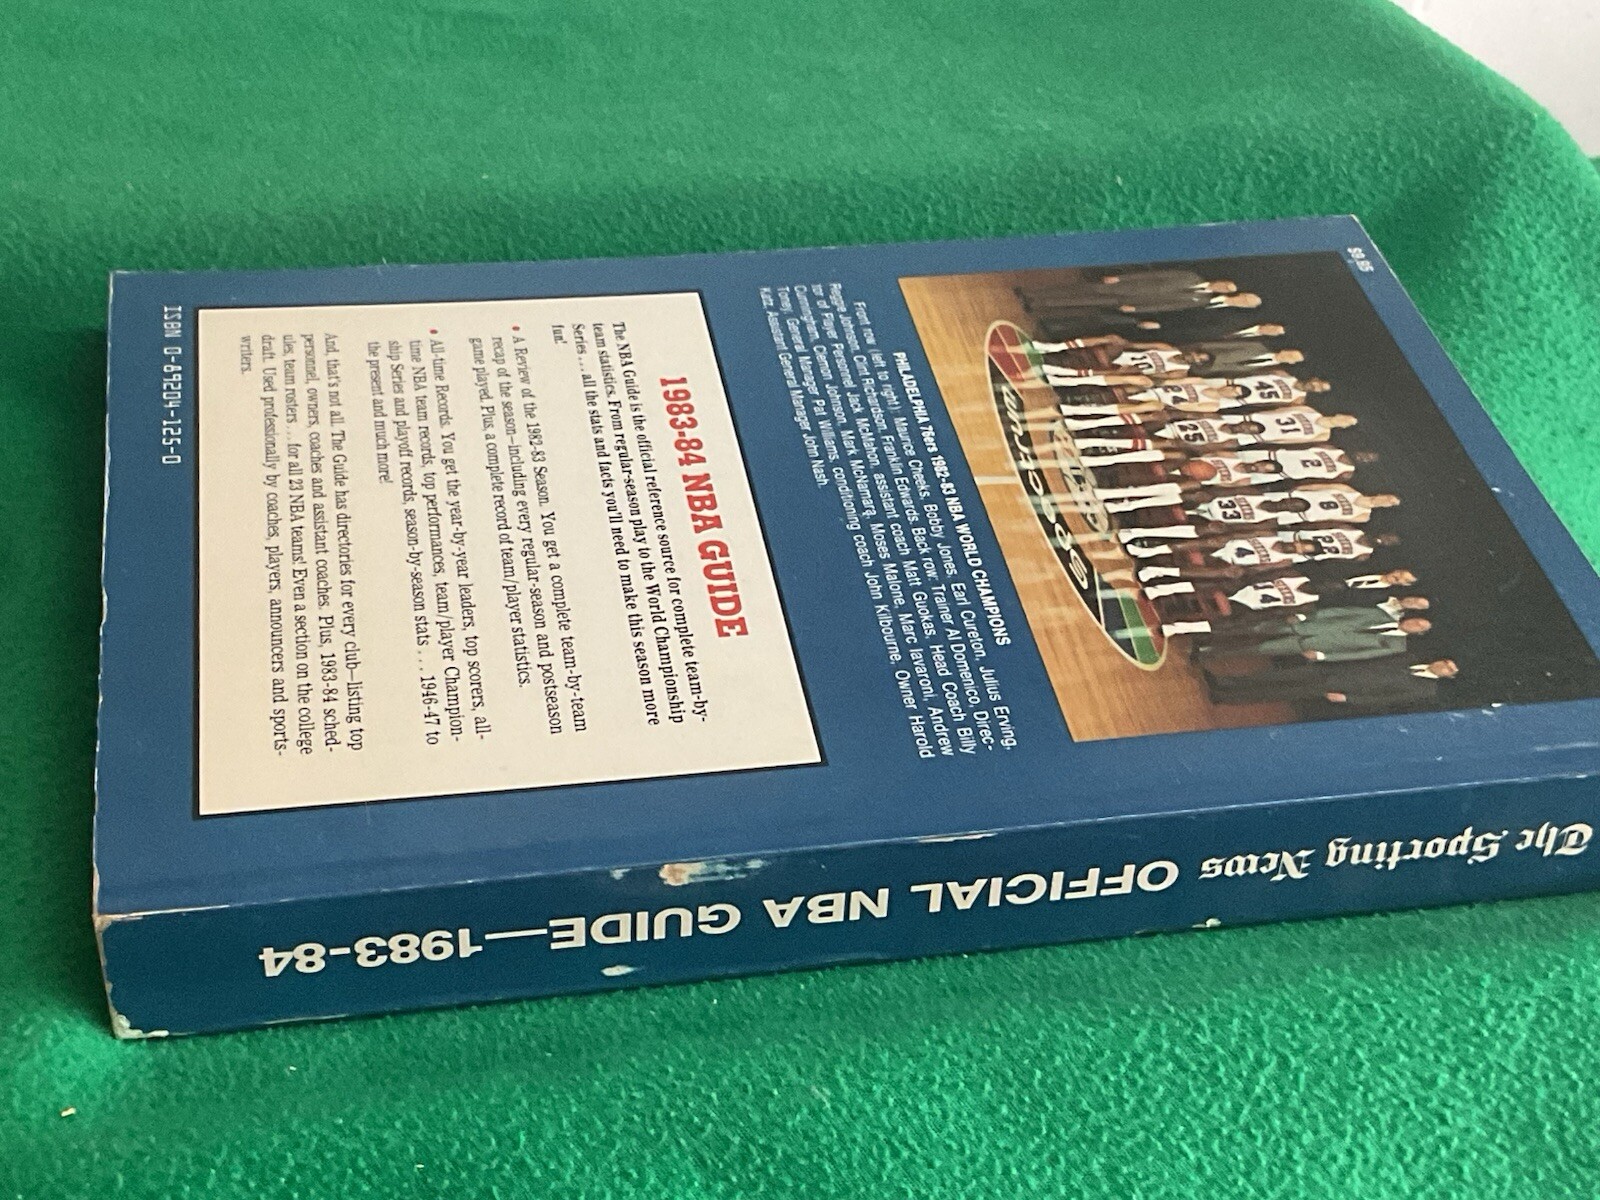 $9.95
PHILADELPHIA 76ers 1982-83 NBA WORLD CHAMPIONS
Front row (left to right): Maurice Cheeks, Bobby Jones, Earl Cureton, Julius Erving,
Reggie Johnson, Clint Richardson, Franklin Edwards. Back row: Trainer Al Domenico, Direc-
tor of Player Personnel Jack McMahon, assistant coach Matt Guokas, Head Coach Billy
Cunningham, Clemon Johnson, Mark McNamara, Moses Malone, Marc Iavaroni, Andrew
Toney, General Manager Pat Williams, conditioning coach John Kilbourne, Owner Harold
Katz, Assistant General Manager John Nash.
1983-84 NBA GUIDE
The NBA Guide is the official reference source for complete team-by-
team statistics. From regular-season play to the World Championship
Series . . . all the stats and facts you'll need to make this season more
fun!
• A Review of the 1982-83 Season. You get a complete team-by-team
recap of the season—including every regular-season and postseason
game played. Plus, a complete record of team/player statistics.
• All-time Records. You get the year-by-year leaders, top scorers, all-
time NBA team records, top performances, team/player Champion-
ship Series and playoff records, season-by-season stats . . . 1946-47 to
the present and much more!
And, that's not all. The Guide has directories for every club—listing top
personnel, owners, coaches and assistant coaches. Plus, 1983-84 sched-
ules, team rosters . . . for all 23 NBA teams! Even a section on the college
draft. Used professionally by coaches, players, announcers and sports-
writers.
ISBN 0-89204-125-0
The Sporting News OFFICIAL NBA GUIDE—1983-84
10
24
45
25
31
2
33
8
4
22
14